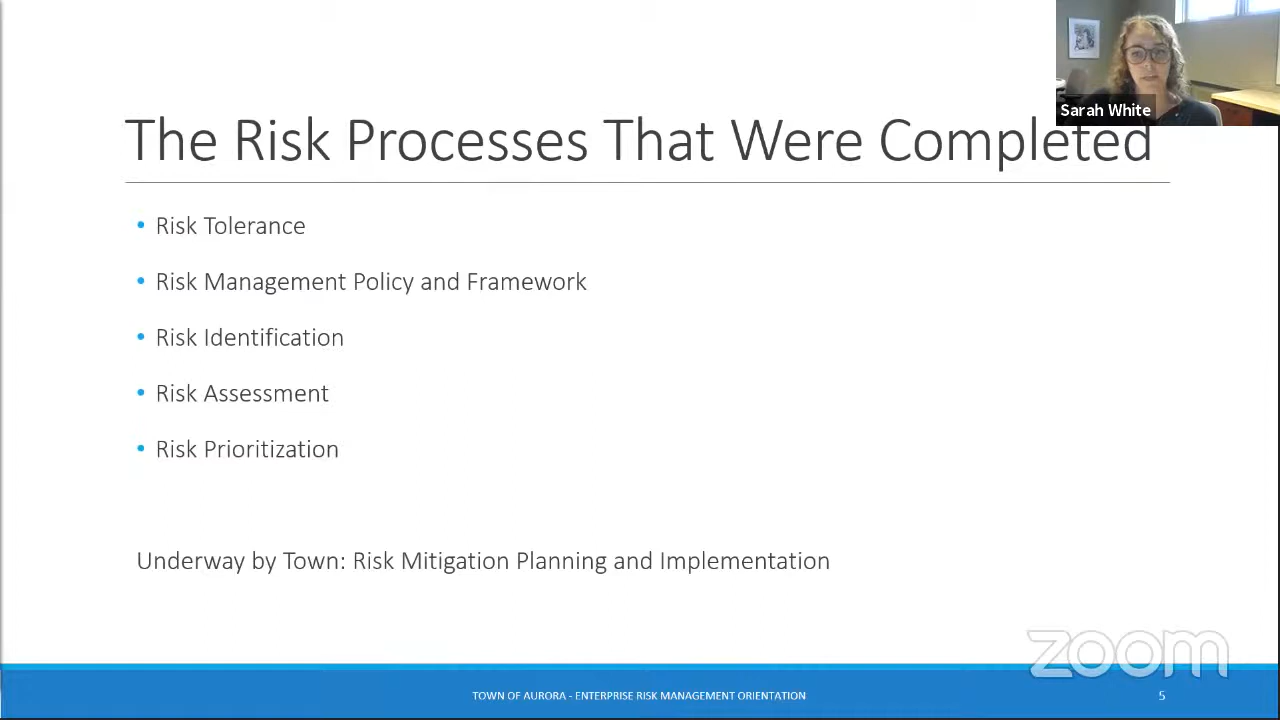 Sarah White
The Risk Processes That Were Completed
• Risk Tolerance
• Risk Management Policy and Framework
• Risk Identification
• Risk Assessment
• Risk Prioritization
Underway by Town: Risk Mitigation Planning and Implementation
zoom
TOWN OF AURORA - ENTERPRISE RISK MANAGEMENT ORIENTATION
5